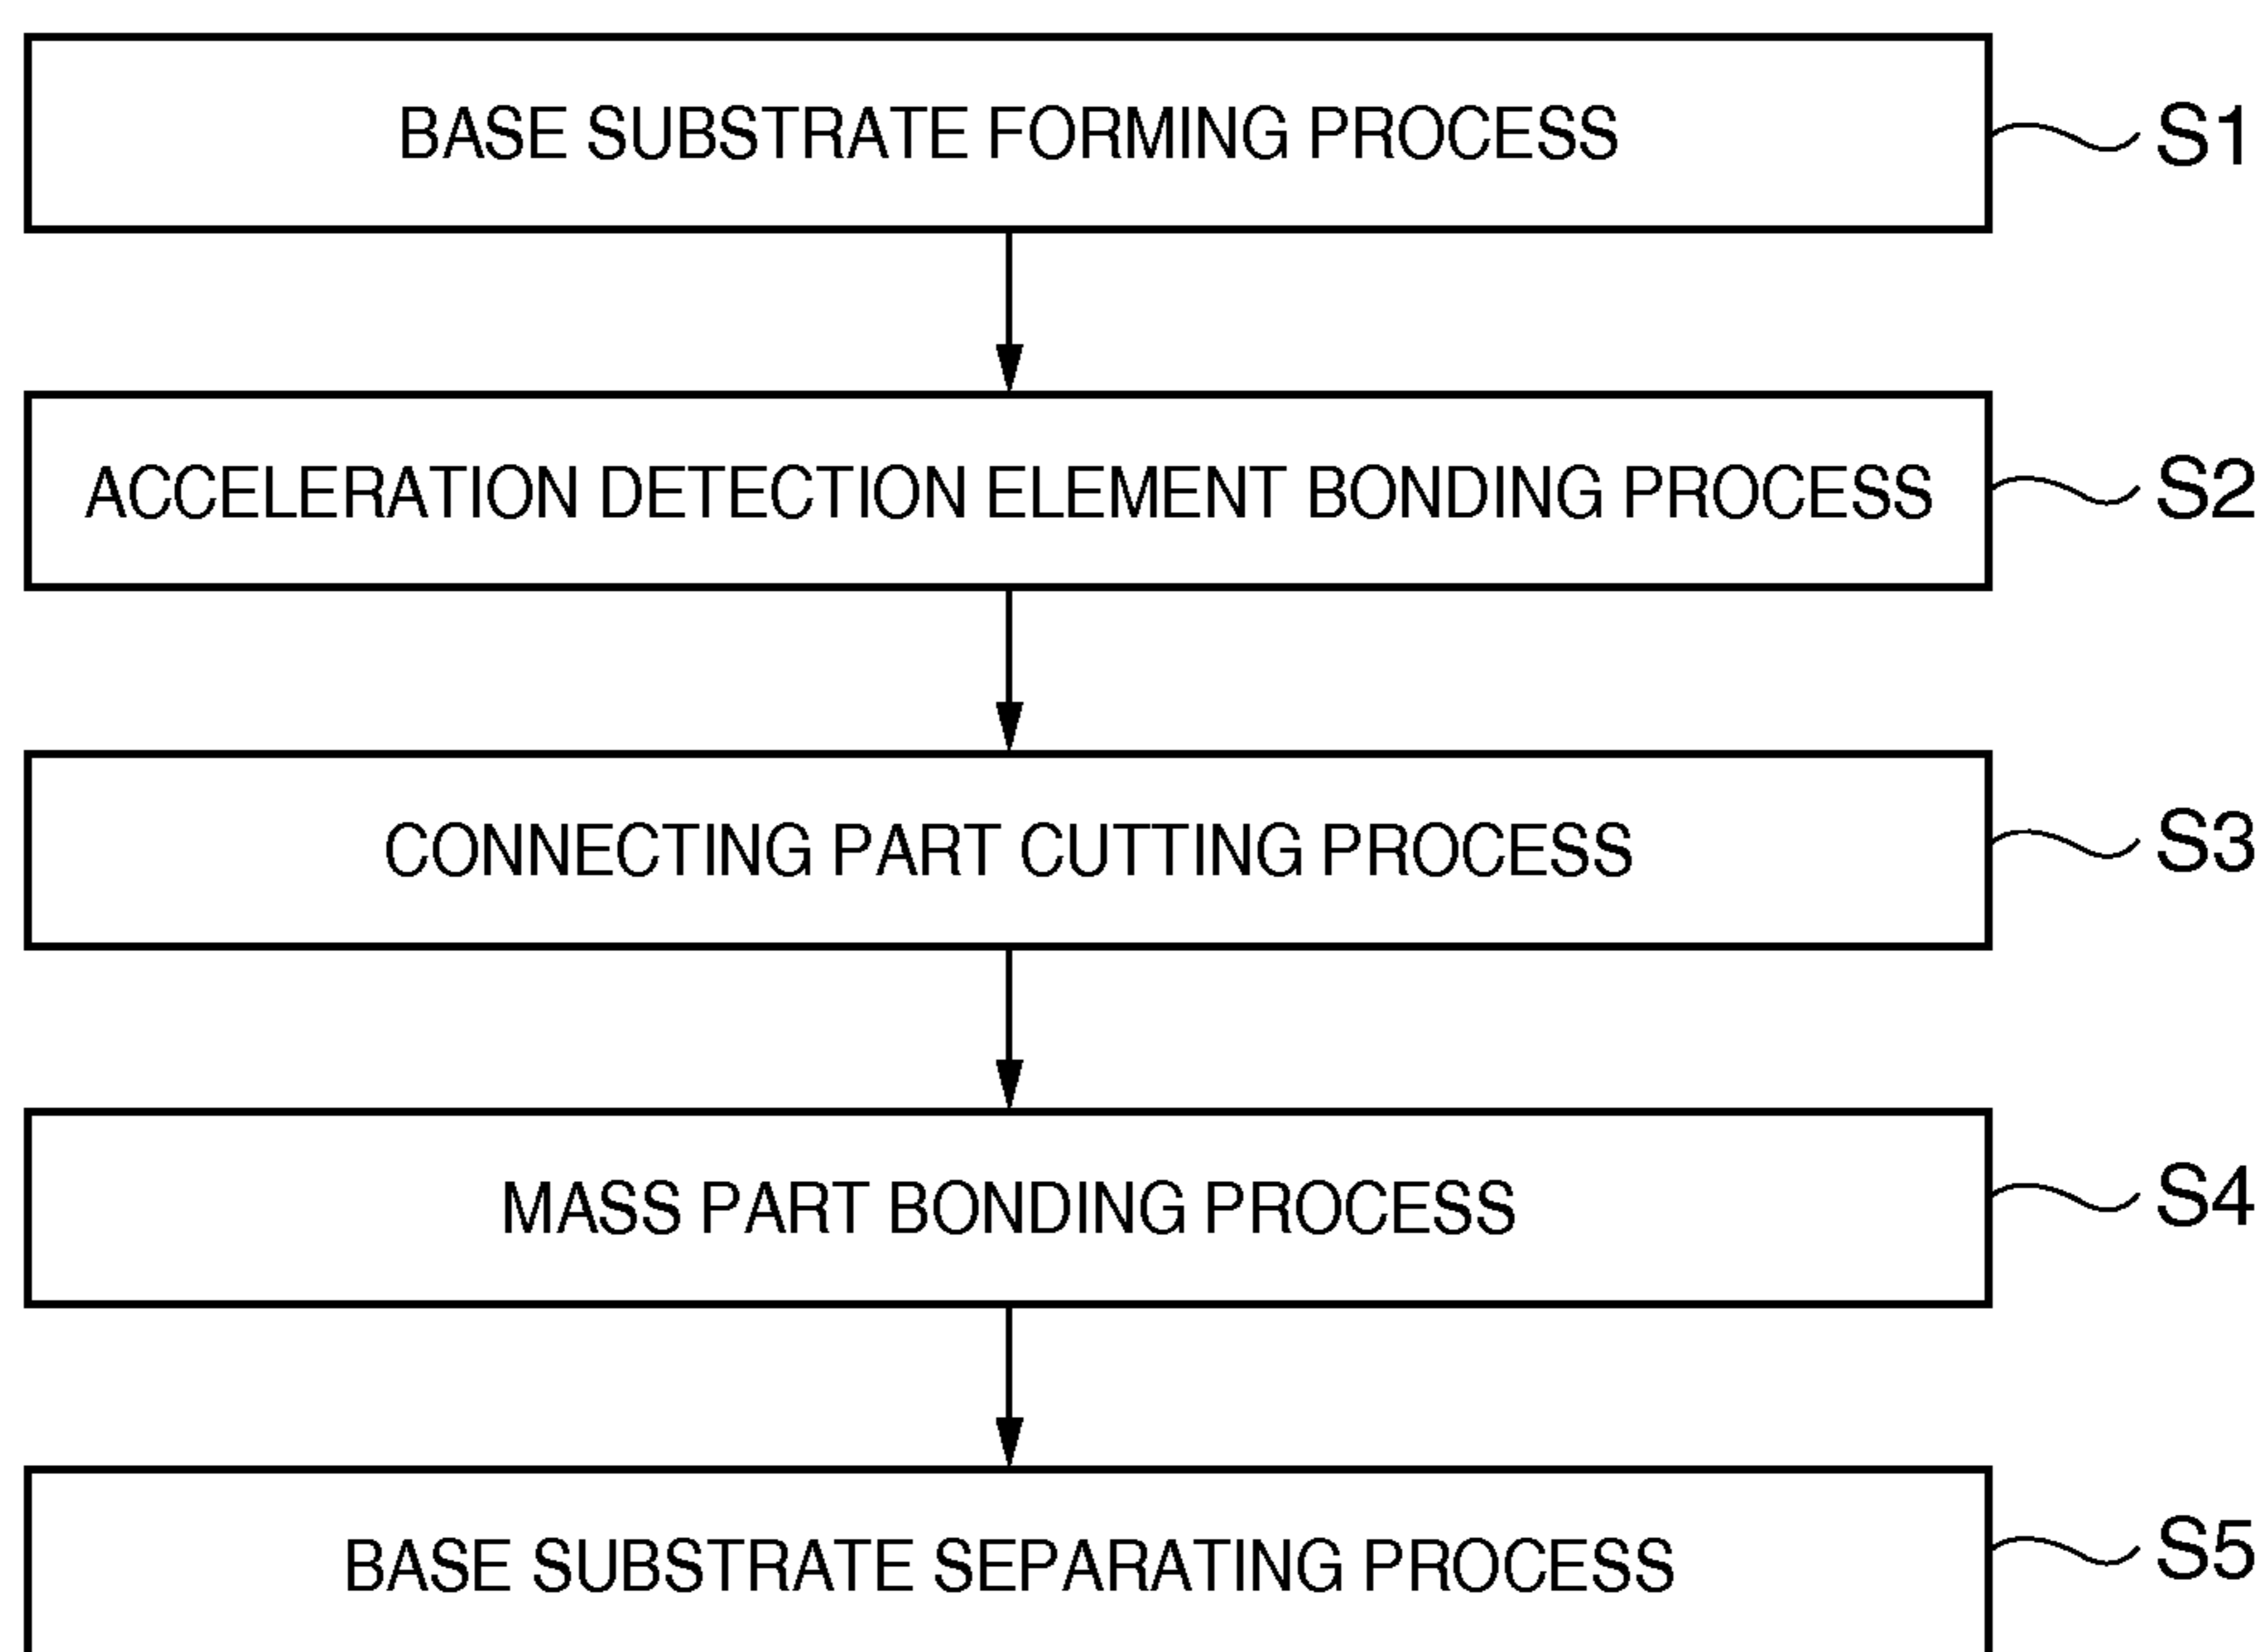 BASE SUBSTRATE FORMING PROCESS S1
ACCELERATION DETECTION ELEMENT BONDING PROCESS S2
CONNECTING PART CUTTING PROCESS S3
MASS PART BONDING PROCESS S4
BASE SUBSTRATE SEPARATING PROCESS S5